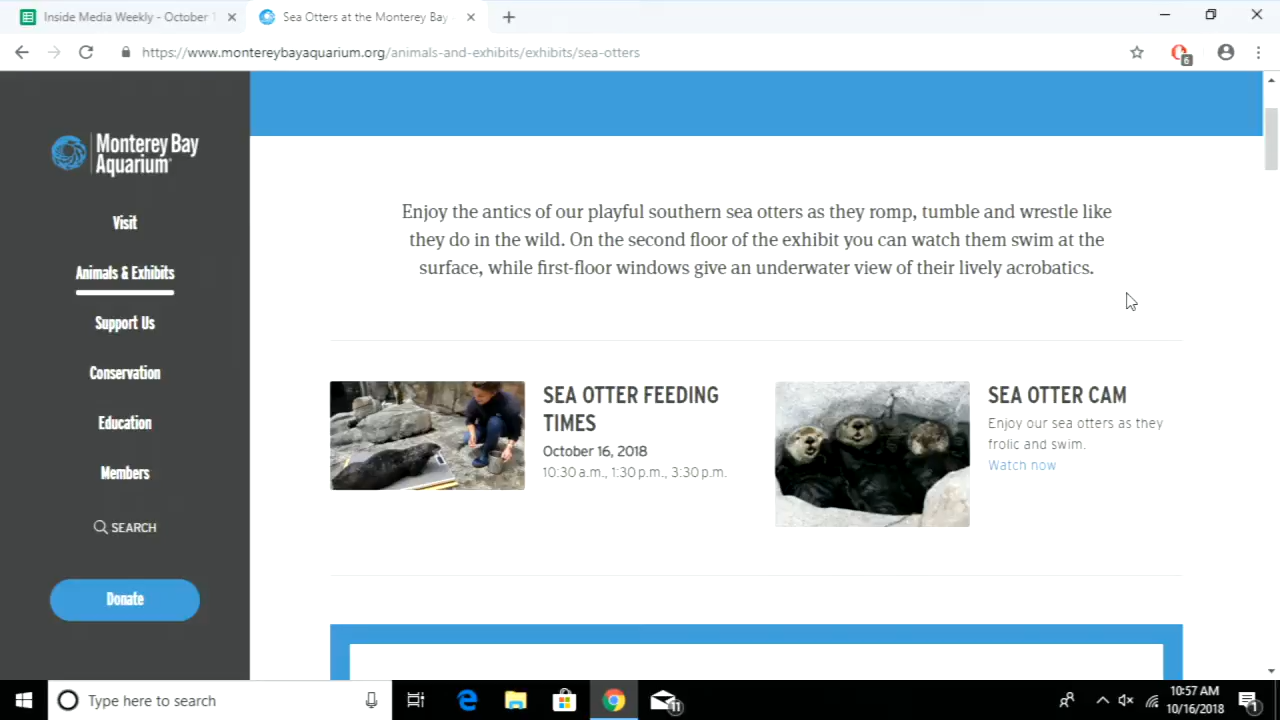 Inside Media Weekly - October 1
Sea Otters at the Monterey Bay
https://www.montereybayaquarium.org/animals-and-exhibits/exhibits/sea-otters
6
Monterey Bay
Aquarium®
Visit
Animals & Exhibits
Support Us
Conservation
Education
Members
SEARCH
Donate
Enjoy the antics of our playful southern sea otters as they romp, tumble and wrestle like
they do in the wild. On the second floor of the exhibit you can watch them swim at the
surface, while first-floor windows give an underwater view of their lively acrobatics.
SEA OTTER FEEDING
TIMES
October 16, 2018
10:30 a.m., 1:30 p.m., 3:30 p.m.
SEA OTTER CAM
Enjoy our sea otters as they
frolic and swim.
Watch now
Type here to search
11
10:57 AM
10/16/2018
1